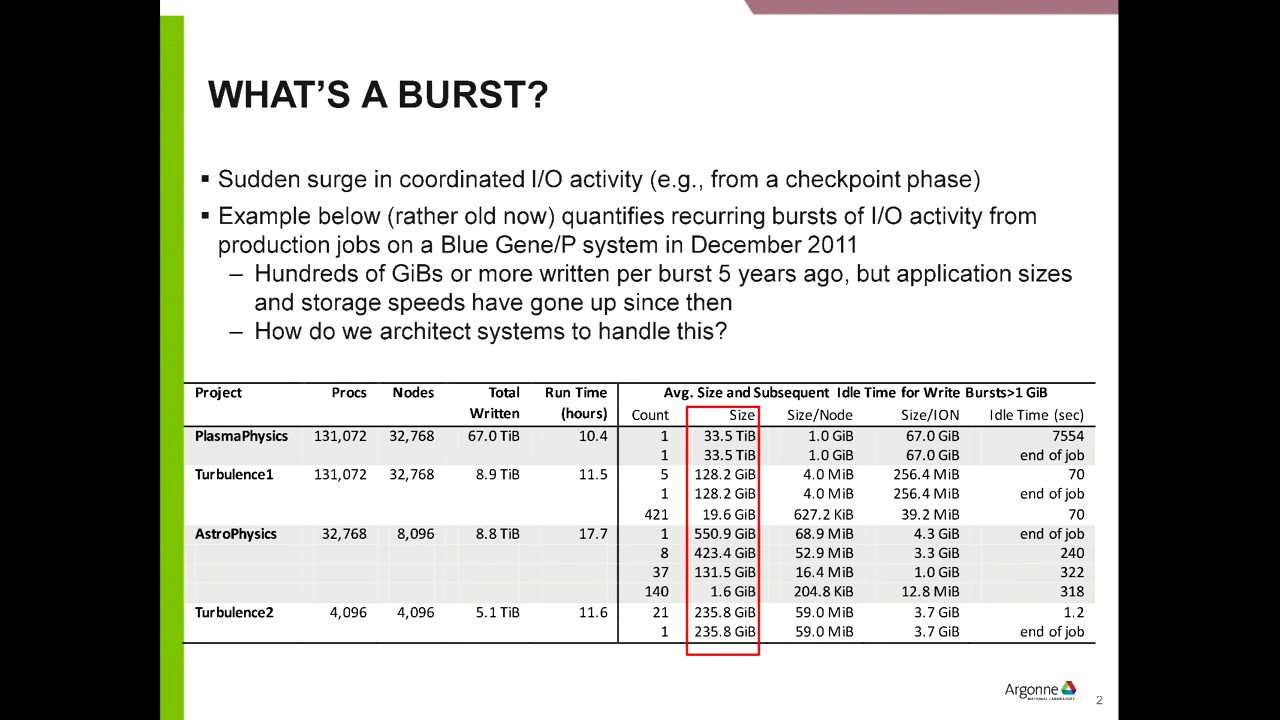 WHAT'S A BURST?
▪ Sudden surge in coordinated I/O activity (e.g., from a checkpoint phase)
▪ Example below (rather old now) quantifies recurring bursts of I/O activity from
production jobs on a Blue Gene/P system in December 2011
– Hundreds of GiBs or more written per burst 5 years ago, but application sizes
and storage speeds have gone up since then
– How do we architect systems to handle this?
Project Procs Nodes Total Run Time Avg. Size and Subsequent Idle Time for Write Bursts>1 GiB
Written (hours) Count Size Size/Node Size/ION Idle Time (sec)
PlasmaPhysics 131,072 32,768 67.0 TiB 10.4 1 33.5 TiB 1.0 GiB 67.0 GiB 7554
1 33.5 TiB 1.0 GiB 67.0 GiB end of job
Turbulence1 131,072 32,768 8.9 TiB 11.5 5 128.2 GiB 4.0 MiB 256.4 MiB 70
1 128.2 GiB 4.0 MiB 256.4 MiB end of job
421 19.6 GiB 627.2 KiB 39.2 MiB 70
AstroPhysics 32,768 8,096 8.8 TiB 17.7 1 550.9 GiB 68.9 MiB 4.3 GiB end of job
8 423.4 GiB 52.9 MiB 3.3 GiB 240
37 131.5 GiB 16.4 MiB 1.0 GiB 322
140 1.6 GiB 204.8 KiB 12.8 MiB 318
Turbulence2 4,096 4,096 5.1 TiB 11.6 21 235.8 GiB 59.0 MiB 3.7 GiB 1.2
1 235.8 GiB 59.0 MiB 3.7 GiB end of job
Argonne
NATIONAL LABORATORY
2